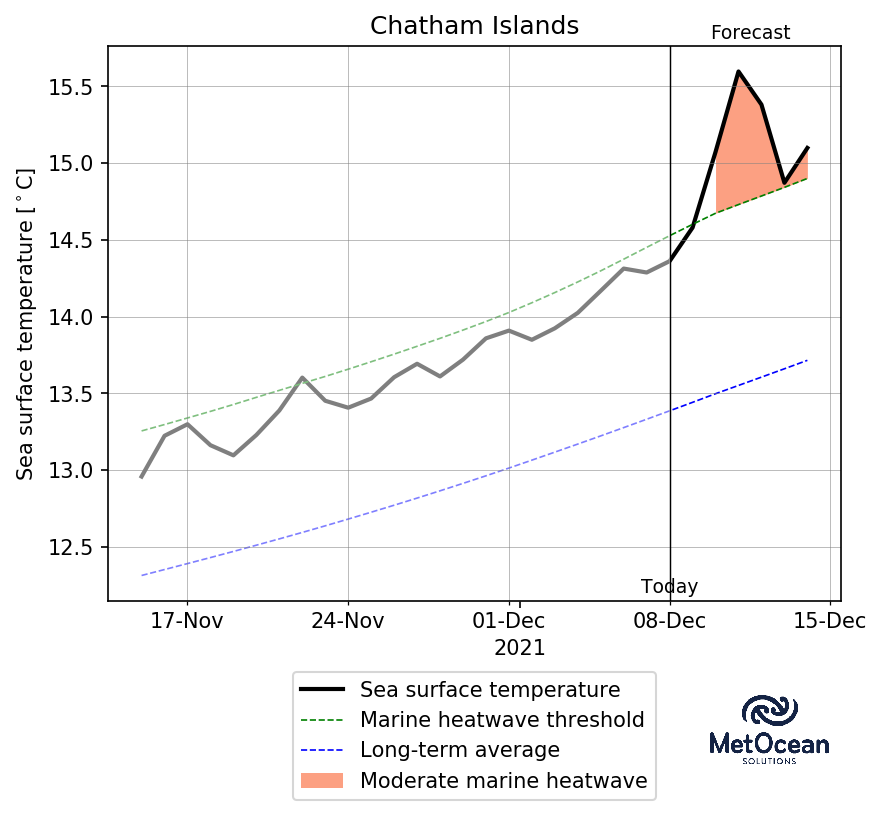 Chatham Islands
Forecast
Sea surface temperature [°C]
15.5
15.0
14.5
14.0
13.5
13.0
12.5
Today
17-Nov 24-Nov 01-Dec 08-Dec 15-Dec
2021
Sea surface temperature
Marine heatwave threshold
Long-term average
Moderate marine heatwave
MetOcean
SOLUTIONS